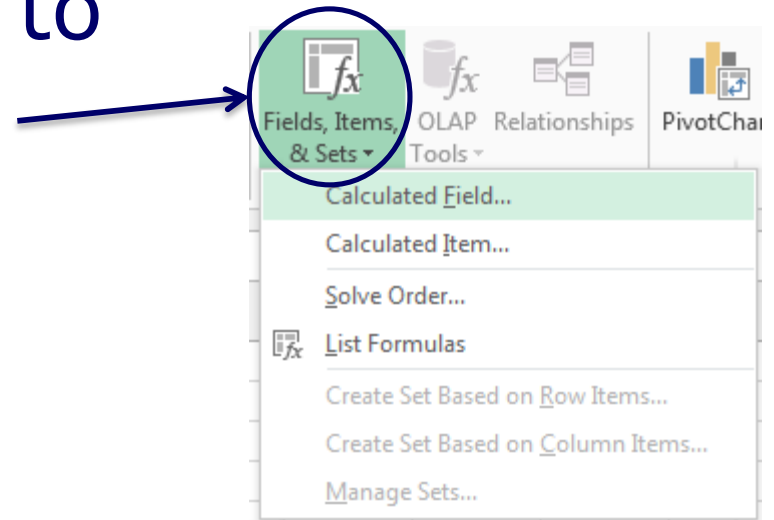 to
Fields, Items, & Sets
OLAP Tools
Relationships
PivotChar
Calculated Field...
Calculated Item...
Solve Order...
List Formulas
Create Set Based on Row Items...
Create Set Based on Column Items...
Manage Sets...